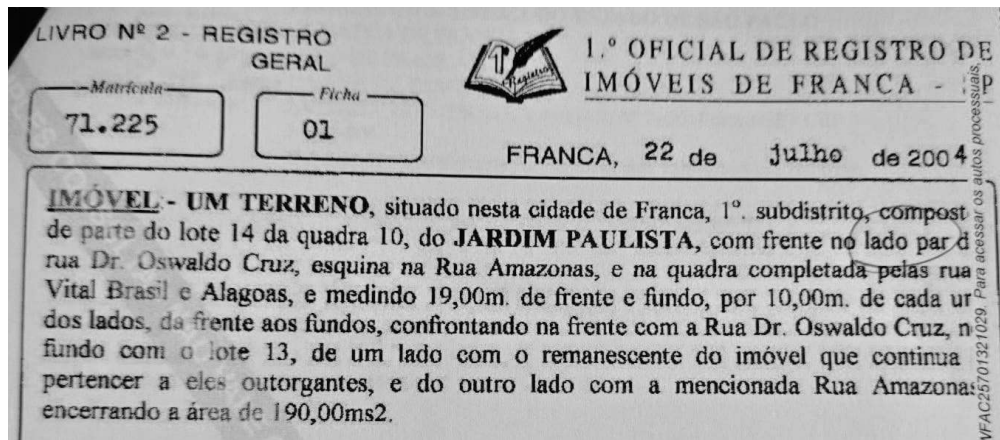 LIVRO Nº 2 - REGISTRO
GERAL
1.º OFICIAL DE REGISTRO DE
IMÓVEIS DE FRANCA - SP
1
Registro
Matrícula
71.225
Ficha
01
FRANCA, 22 de julho de 2004
IMÓVEL - UM TERRENO, situado nesta cidade de Franca, 1º. subdistrito, compost
de parte do lote 14 da quadra 10, do JARDIM PAULISTA, com frente no lado par d
rua Dr. Oswaldo Cruz, esquina na Rua Amazonas, e na quadra completada pelas rua
Vital Brasil e Alagoas, e medindo 19,00m. de frente e fundo, por 10,00m. de cada ur
dos lados, da frente aos fundos, confrontando na frente com a Rua Dr. Oswaldo Cruz, n
fundo com o lote 13, de um lado com o remanescente do imóvel que continua
pertencer a eles outorgantes, e do outro lado com a mencionada Rua Amazonas
encerrando a área de 190,00ms2.
VFAC25701321029. Para acessar os autos processuais,